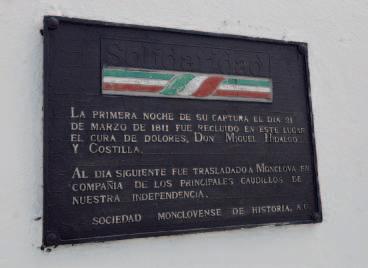 Solidaridad
LA PRIMERA NOCHE DE SU CAPTURA EL DIA 21
DE MARZO DE 1811 FUE RECLUIDO EN ESTE LUGAR
EL CURA DE DOLORES, DON MIGUEL HIDALGO
Y COSTILLA.
AL DIA SIGUIENTE FUE TRASLADADO A MONCLOVA EN
COMPAÑIA DE LOS PRINCIPALES CAUDILLOS DE
NUESTRA INDEPENDENCIA.
SOCIEDAD MONCLOVENSE DE HISTORIA, A.C.